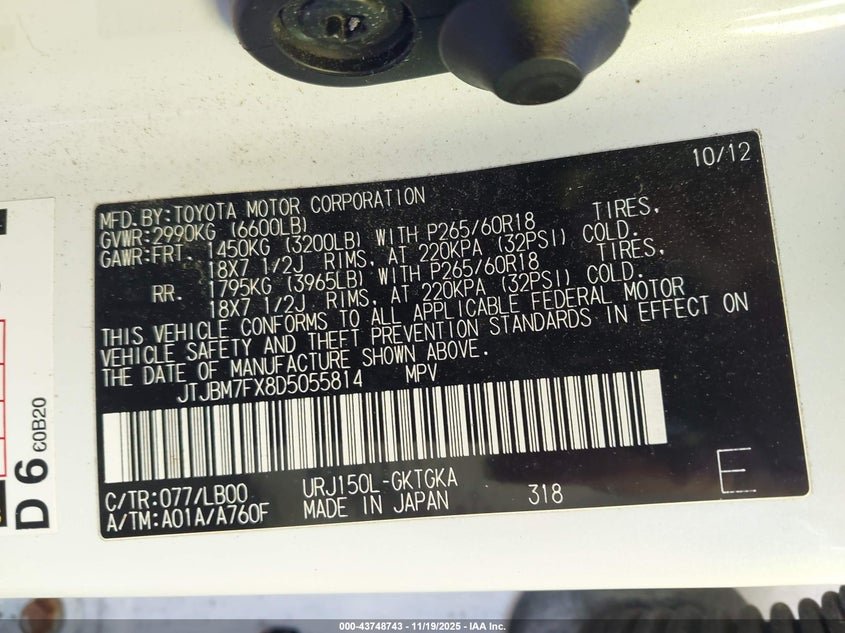 10/12
MFD.BY:TOYOTA MOTOR CORPORATION
GVWR:2990KG (6600LB)
GAWR:FRT. 1450KG (3200LB) WITH P265/60R18 TIRES,
18X7 1/2J RIMS, AT 220KPA (32PSI) COLD.
RR. 1795KG (3965LB) WITH P265/60R18 TIRES,
18X7 1/2J RIMS, AT 220KPA (32PSI) COLD.
THIS VEHICLE CONFORMS TO ALL APPLICABLE FEDERAL MOTOR
VEHICLE SAFETY AND THEFT PREVENTION STANDARDS IN EFFECT ON
THE DATE OF MANUFACTURE SHOWN ABOVE.
JTJBM7FX8D5055814 MPV
C/TR:077/LB00 URJ150L-GKTGKA
A/TM:A01A/A760F MADE IN JAPAN 318
E
D 6 60B20
000-43748743 - 11/19/2025 - IAA Inc.